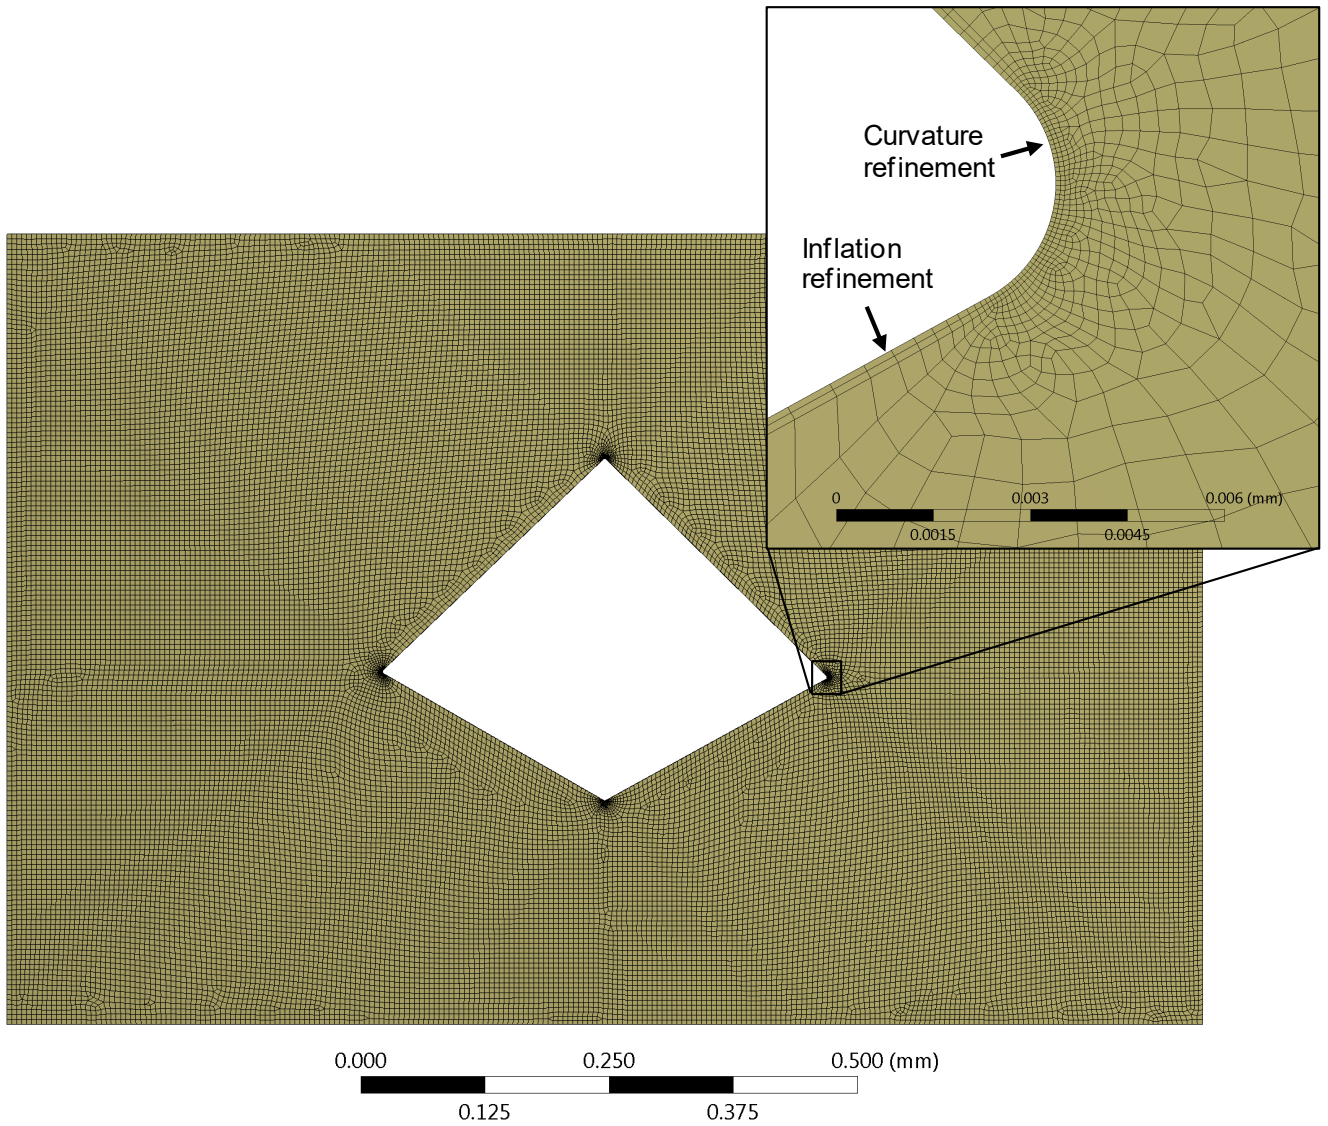 Curvature
refinement
Inflation
refinement
0 0.003 0.006 (mm)
0.0015 0.0045
0.000 0.250 0.500 (mm)
0.125 0.375